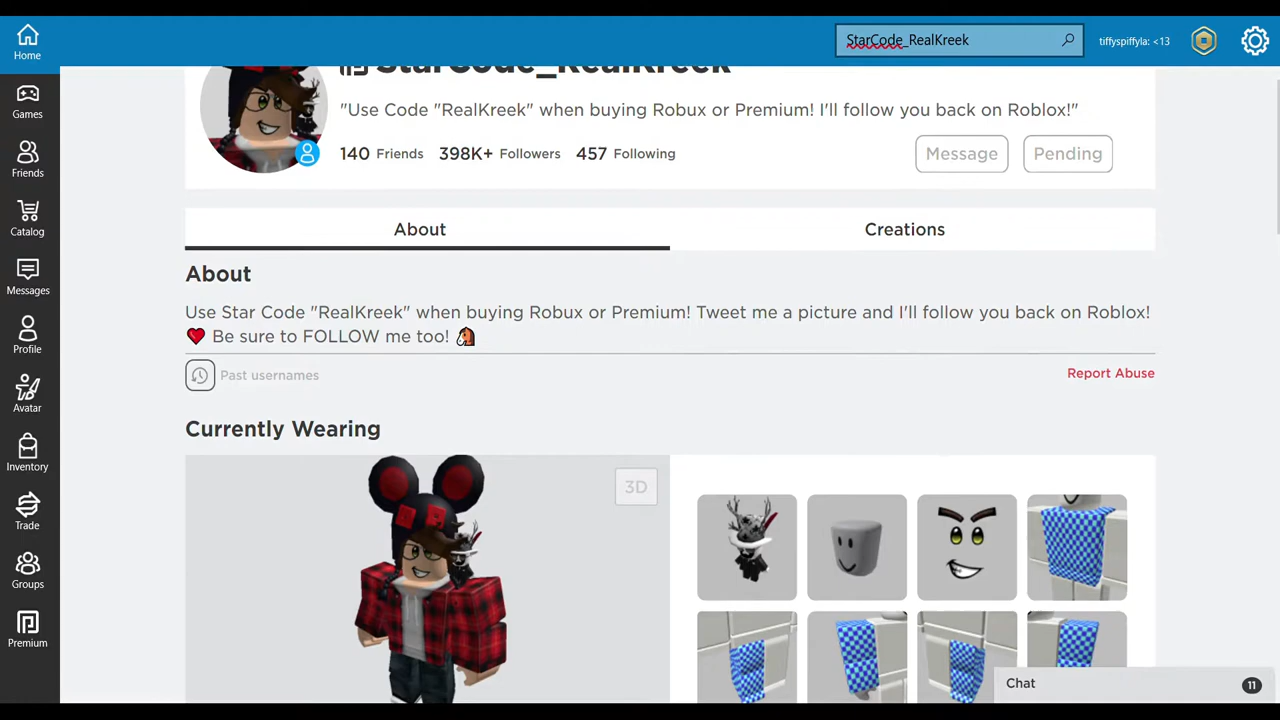 Home
StarCode_RealKreek
tiffyspiffyla: <13
Games
Friends
Catalog
Messages
Profile
Avatar
Inventory
Trade
Groups
Premium
StarCode_RealKreek
"Use Code "RealKreek" when buying Robux or Premium! I'll follow you back on Roblox!"
140 Friends 398K+ Followers 457 Following
Message
Pending
About
Creations
About
Use Star Code "RealKreek" when buying Robux or Premium! Tweet me a picture and I'll follow you back on Roblox!
❤️ Be sure to FOLLOW me too! 🐴
Past usernames
Report Abuse
Currently Wearing
3D
Chat
11